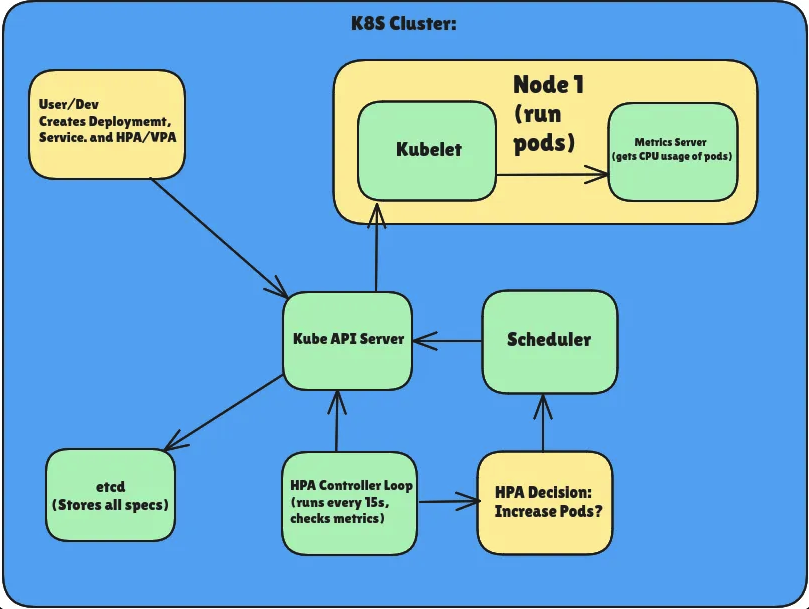 K8S Cluster:
User/Dev
Creates Deploymemt,
Service. and HPA/VPA
Node 1
(run
pods)
Kubelet
Metrics Server
(gets CPU usage of pods)
Kube API Server
Scheduler
etcd
(Stores all specs)
HPA Controller Loop
(runs every 15s,
checks metrics)
HPA Decision:
Increase Pods?